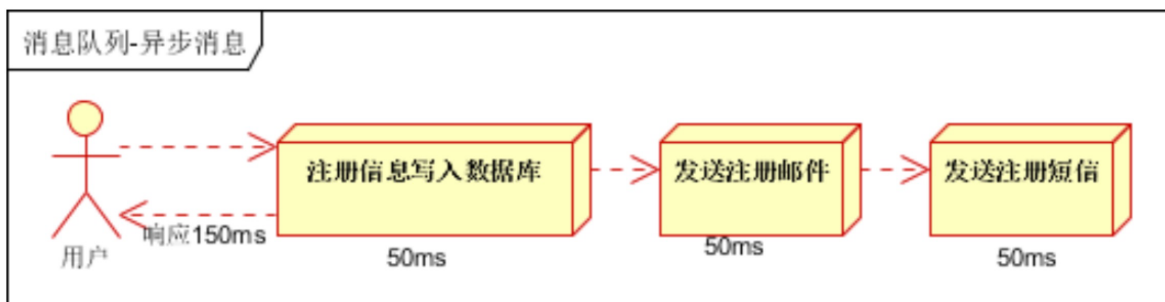 消息队列-异步消息
注册信息写入数据库
发送注册邮件
发送注册短信
响应150ms
用户
50ms
50ms
50ms